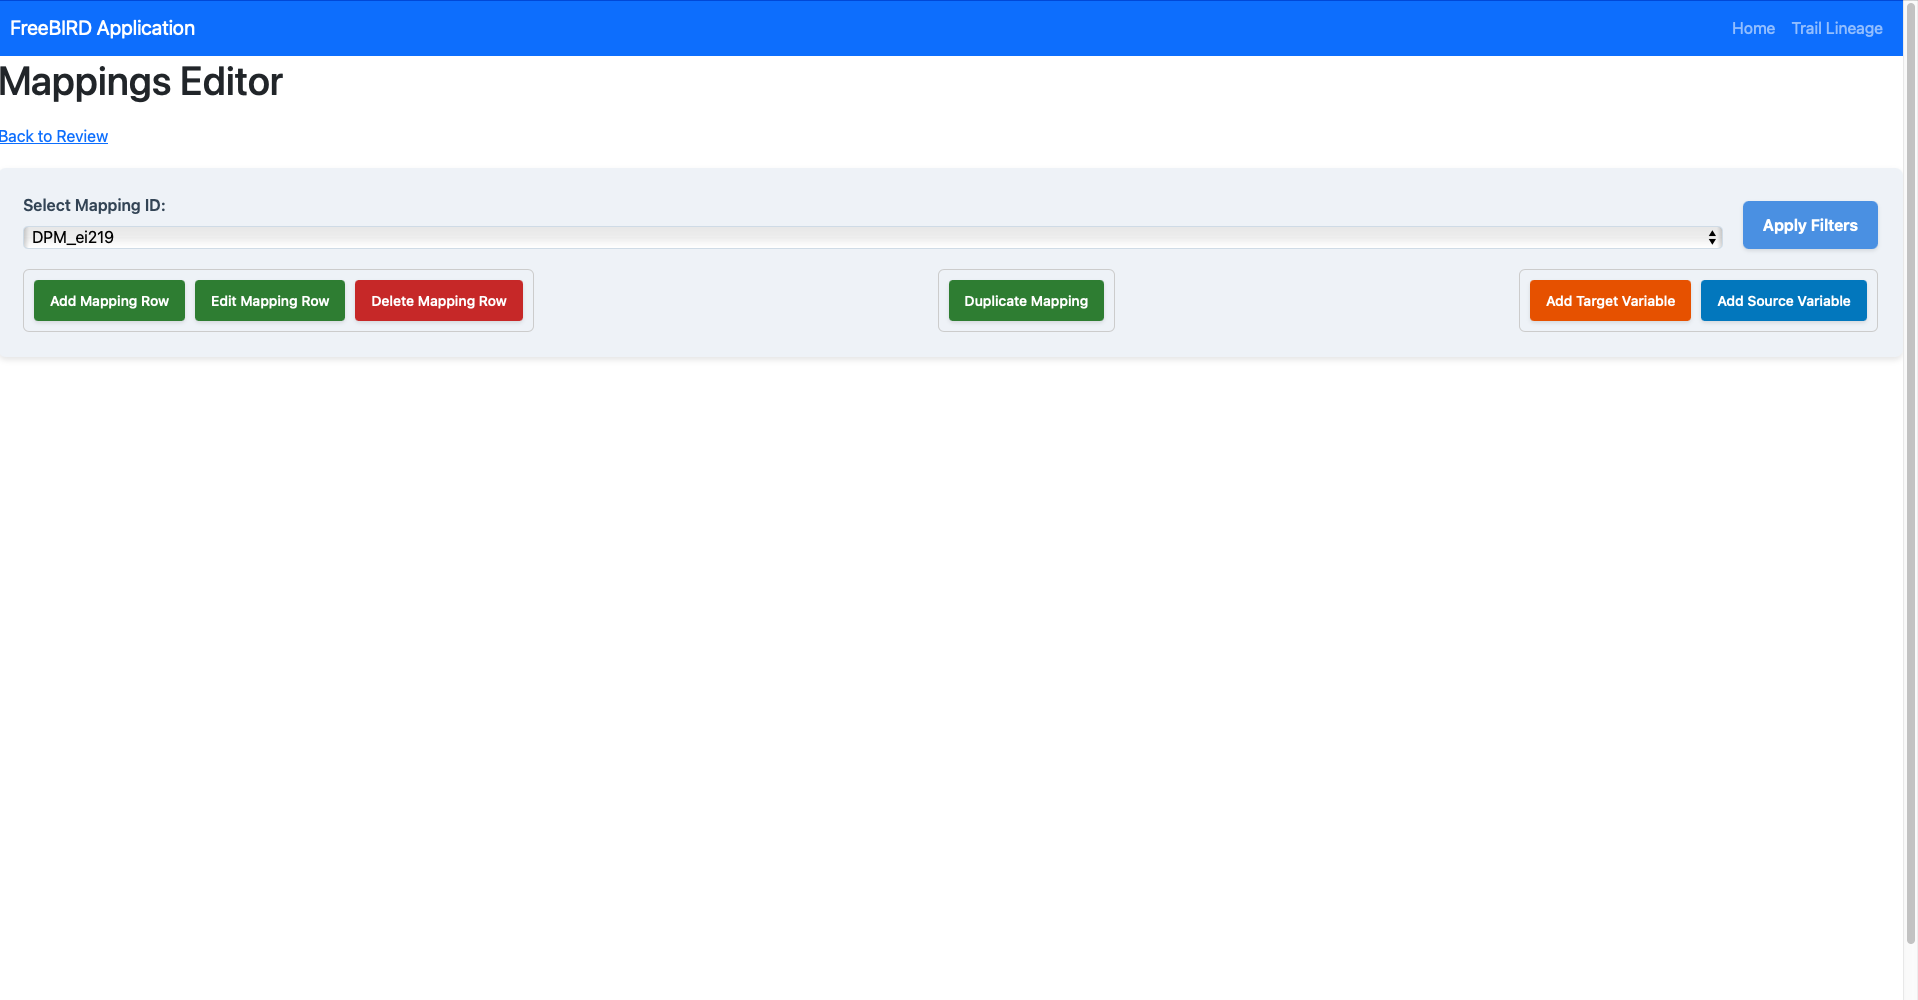 FreeBIRD Application
Home Trail Lineage
Mappings Editor
Back to Review
Select Mapping ID:
DPM_ei219
Apply Filters
Add Mapping Row Edit Mapping Row Delete Mapping Row Duplicate Mapping Add Target Variable Add Source Variable